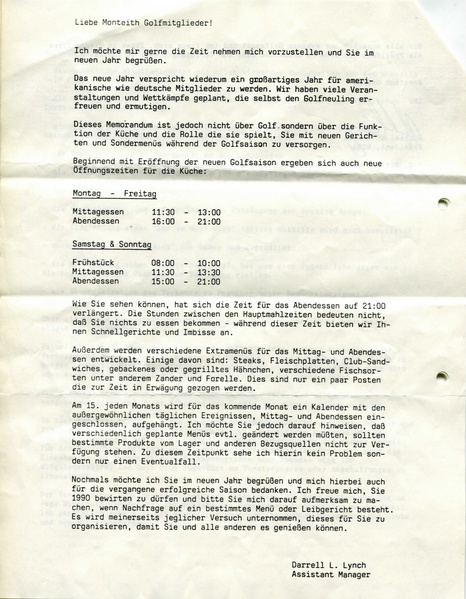 Liebe Monteith Golfmitglieder!
Ich möchte mir gerne die Zeit nehmen mich vorzustellen und Sie im
neuen Jahr begrüßen.
Das neue Jahr verspricht wiederum ein großartiges Jahr für ameri-
kanische wie deutsche Mitglieder zu werden. Wir haben viele Veran-
staltungen und Wettkämpfe geplant, die selbst den Golfneuling er-
freuen und ermutigen.
Dieses Memorandum ist jedoch nicht über Golf sondern über die Funk-
tion der Küche und die Rolle die sie spielt, Sie mit neuen Gerich-
ten und Sondermenüs während der Golfsaison zu versorgen.
Beginnend mit Eröffnung der neuen Golfsaison ergeben sich auch neue
Öffnungszeiten für die Küche:
Montag - Freitag
Mittagessen 11:30 - 13:00
Abendessen 16:00 - 21:00
Samstag & Sonntag
Frühstück 08:00 - 10:00
Mittagessen 11:30 - 13:30
Abendessen 15:00 - 21:00
Wie Sie sehen können, hat sich die Zeit für das Abendessen auf 21:00
verlängert. Die Stunden zwischen den Hauptmahlzeiten bedeuten nicht,
daß Sie nichts zu essen bekommen - während dieser Zeit bieten wir Ih-
nen Schnellgerichte und Imbisse an.
Außerdem werden verschiedene Extramenüs für das Mittag- und Abendes-
sen entwickelt. Einige davon sind: Steaks, Fleischplatten, Club-Sand-
wiches, gebackenes oder gegrilltes Hähnchen, verschiedene Fischsor-
ten unter anderem Zander und Forelle. Dies sind nur ein paar Posten
die zur Zeit in Erwägung gezogen werden.
Am 15. jeden Monats wird für das kommende Monat ein Kalender mit den
außergewöhnlichen täglichen Ereignissen, Mittag- und Abendessen ein-
geschlossen, aufgehängt. Ich möchte Sie jedoch darauf hinweisen, daß
verschiedenlich geplante Menüs evtl. geändert werden müßten, sollten
bestimmte Produkte vom Lager und anderen Bezugsquellen nicht zur Ver-
fügung stehen. Zu diesem Zeitpunkt sehe ich hierin kein Problem son-
dern nur einen Eventualfall.
Nochmals möchte ich Sie im neuen Jahr begrüßen und mich hierbei auch
für die vergangene erfolgreiche Saison bedanken. Ich freue mich, Sie
1990 bewirten zu dürfen und bitte Sie mich darauf aufmerksam zu ma-
chen, wenn Nachfrage auf ein bestimmtes Menü oder Leibgericht besteht.
Es wird meinerseits jeglicher Versuch unternommen, dieses für Sie zu
organisieren, damit Sie und alle anderen es genießen können.
Darrell L. Lynch
Assistant Manager